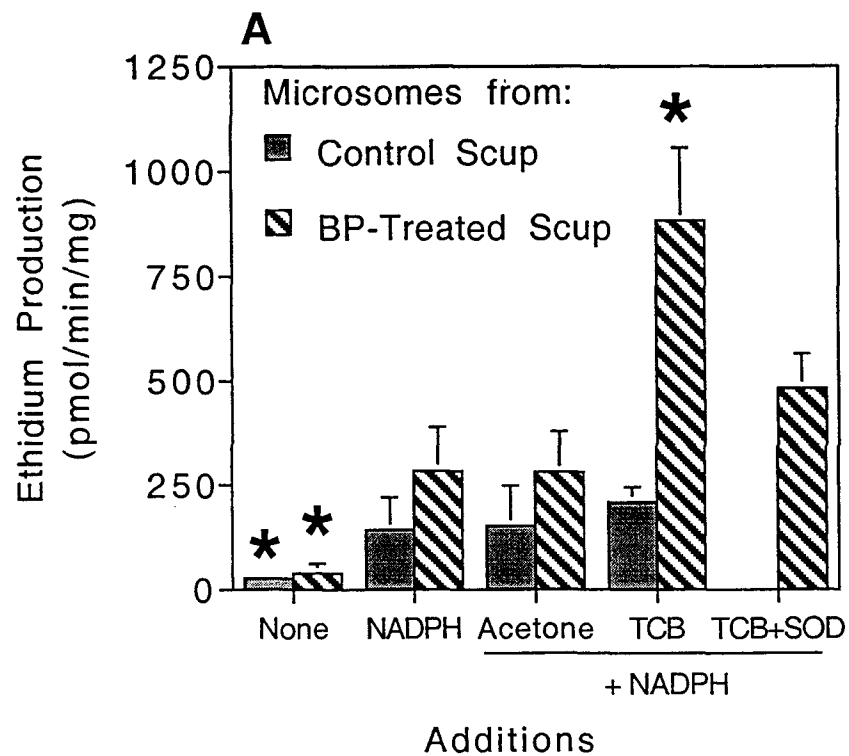 A
1250
1000
750
500
250
0
Ethidium Production
(pmol/min/mg)
Microsomes from:
Control Scup
BP-Treated Scup
*
*
*
None NADPH Acetone TCB TCB+SOD
+ NADPH
Additions